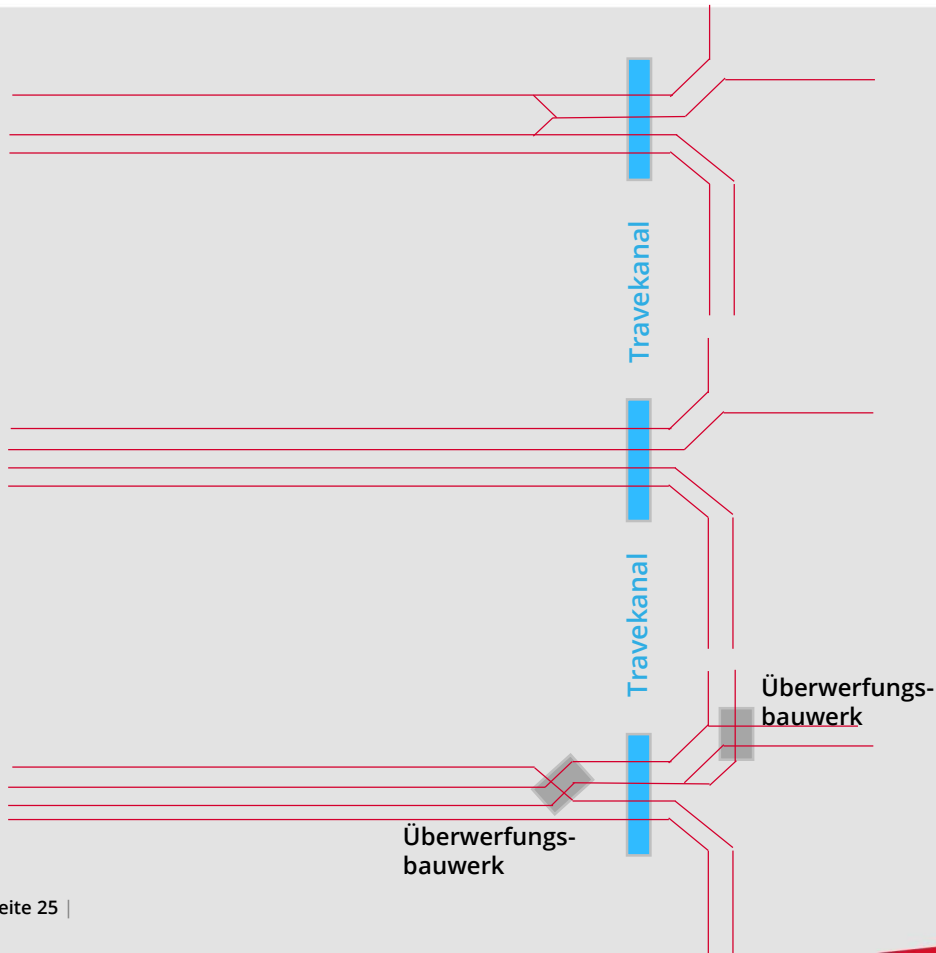 Travekanal
Travekanal
Überwerfungs-
bauwerk
Überwerfungs-
bauwerk
eite 25 |